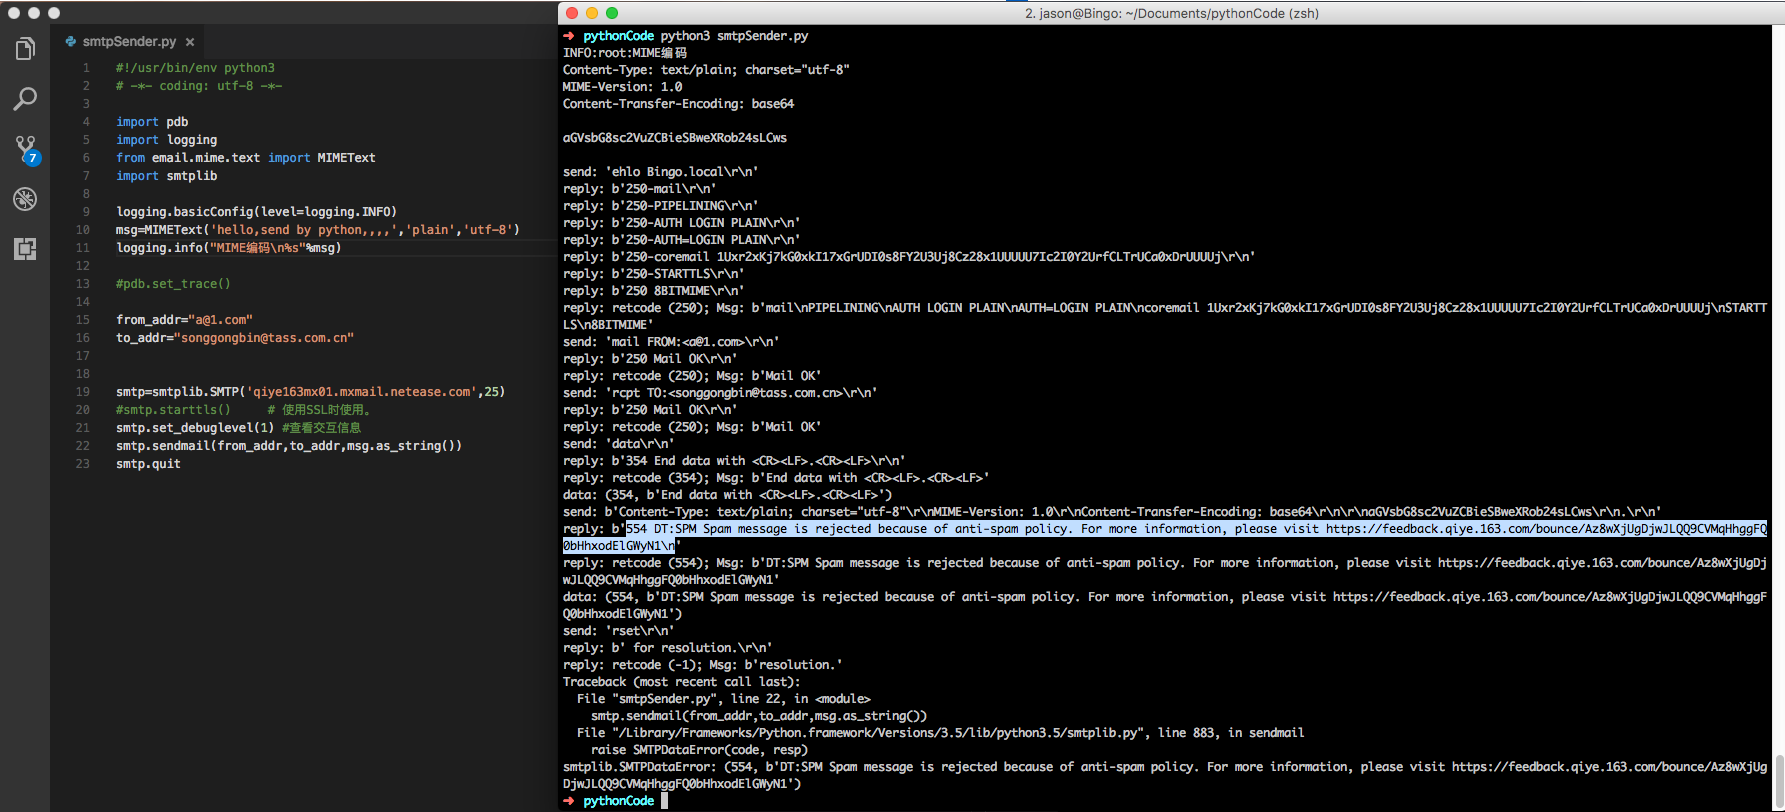 smtpSender.py ×
1 #!/usr/bin/env python3
2 # -*- coding: utf-8 -*-
3
4 import pdb
5 import logging
6 from email.mime.text import MIMEText
7 import smtplib
8
9 logging.basicConfig(level=logging.INFO)
10 msg=MIMEText('hello,send by python,,,,','plain','utf-8')
11 logging.info("MIME编码\n%s"%msg)
12
13 #pdb.set_trace()
14
15 from_addr="a@1.com"
16 to_addr="songgongbin@tass.com.cn"
17
18
19 smtp=smtplib.SMTP('qiye163mx01.mxmail.netease.com',25)
20 #smtp.starttls() # 使用SSL时使用。
21 smtp.set_debuglevel(1) #查看交互信息
22 smtp.sendmail(from_addr,to_addr,msg.as_string())
23 smtp.quit
7
2. jason@Bingo: ~/Documents/pythonCode (zsh)
➜ pythonCode python3 smtpSender.py
INFO:root:MIME编码
Content-Type: text/plain; charset="utf-8"
MIME-Version: 1.0
Content-Transfer-Encoding: base64
aGVsbG8sc2VuZCBieSBweXRob24sLCws
send: 'ehlo Bingo.local\r\n'
reply: b'250-mail\r\n'
reply: b'250-PIPELINING\r\n'
reply: b'250-AUTH LOGIN PLAIN\r\n'
reply: b'250-AUTH=LOGIN PLAIN\r\n'
reply: b'250-coremail 1Uxr2xKj7kG0xkI17xGrUDI0s8FY2U3Uj8Cz28x1UUUUU7Ic2I0Y2UrfCLTrUCa0xDrUUUUj\r\n'
reply: b'250-STARTTLS\r\n'
reply: b'250 8BITMIME\r\n'
reply: retcode (250); Msg: b'mail\nPIPELINING\nAUTH LOGIN PLAIN\nAUTH=LOGIN PLAIN\ncoremail 1Uxr2xKj7kG0xkI17xGrUDI0s8FY2U3Uj8Cz28x1UUUUU7Ic2I0Y2UrfCLTrUCa0xDrUUUUj\nSTARTT
LS\n8BITMIME'
send: 'mail FROM:<a@1.com>\r\n'
reply: b'250 Mail OK\r\n'
reply: retcode (250); Msg: b'Mail OK'
send: 'rcpt TO:<songgongbin@tass.com.cn>\r\n'
reply: b'250 Mail OK\r\n'
reply: retcode (250); Msg: b'Mail OK'
send: 'data\r\n'
reply: b'354 End data with <CR><LF>.<CR><LF>\r\n'
reply: retcode (354); Msg: b'End data with <CR><LF>.<CR><LF>'
data: (354, b'End data with <CR><LF>.<CR><LF>')
send: b'Content-Type: text/plain; charset="utf-8"\r\nMIME-Version: 1.0\r\nContent-Transfer-Encoding: base64\r\n\r\naGVsbG8sc2VuZCBieSBweXRob24sLCws\r\n.\r\n'
reply: b'554 DT:SPM Spam message is rejected because of anti-spam policy. For more information, please visit https://feedback.qiye.163.com/bounce/Az8wXjUgDjwJLQQ9CVMqHhggFQ
0bHhxodElGWyN1\n'
reply: retcode (554); Msg: b'DT:SPM Spam message is rejected because of anti-spam policy. For more information, please visit https://feedback.qiye.163.com/bounce/Az8wXjUgDj
wJLQQ9CVMqHhggFQ0bHhxodElGWyN1'
data: (554, b'DT:SPM Spam message is rejected because of anti-spam policy. For more information, please visit https://feedback.qiye.163.com/bounce/Az8wXjUgDjwJLQQ9CVMqHhggF
Q0bHhxodElGWyN1')
send: 'rset\r\n'
reply: b' for resolution.\r\n'
reply: retcode (-1); Msg: b'resolution.'
Traceback (most recent call last):
File "smtpSender.py", line 22, in <module>
smtp.sendmail(from_addr,to_addr,msg.as_string())
File "/Library/Frameworks/Python.framework/Versions/3.5/lib/python3.5/smtplib.py", line 883, in sendmail
raise SMTPDataError(code, resp)
smtplib.SMTPDataError: (554, b'DT:SPM Spam message is rejected because of anti-spam policy. For more information, please visit https://feedback.qiye.163.com/bounce/Az8wXjUg
DjwJLQQ9CVMqHhggFQ0bHhxodElGWyN1')
➜ pythonCode